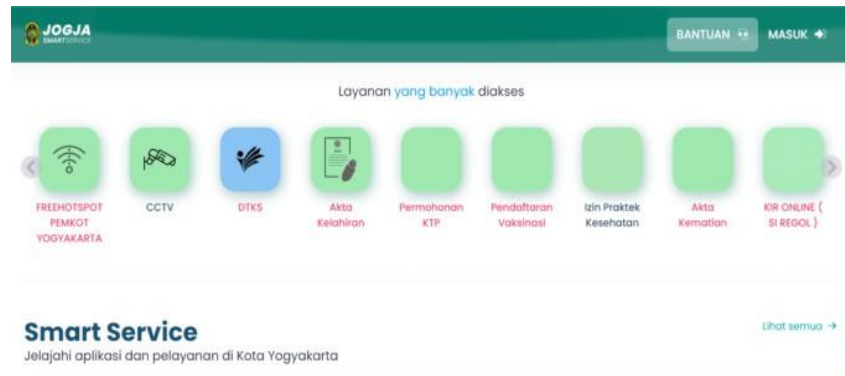 JOGJA
SMARTSERVICE
BANTUAN
MASUK
Layanan yang banyak diakses
FREEHOTSPOT
PEMKOT
YOGYAKARTA
CCTV
DTKS
Akta
Kelahiran
Permohonan
KTP
Pendaftaran
Vaksinasi
Izin Praktek
Kesehatan
Akta
Kematian
KIR ONLINE (
SI REGOL )
Smart Service
Lihat semua →
Jelajahi aplikasi dan pelayanan di Kota Yogyakarta